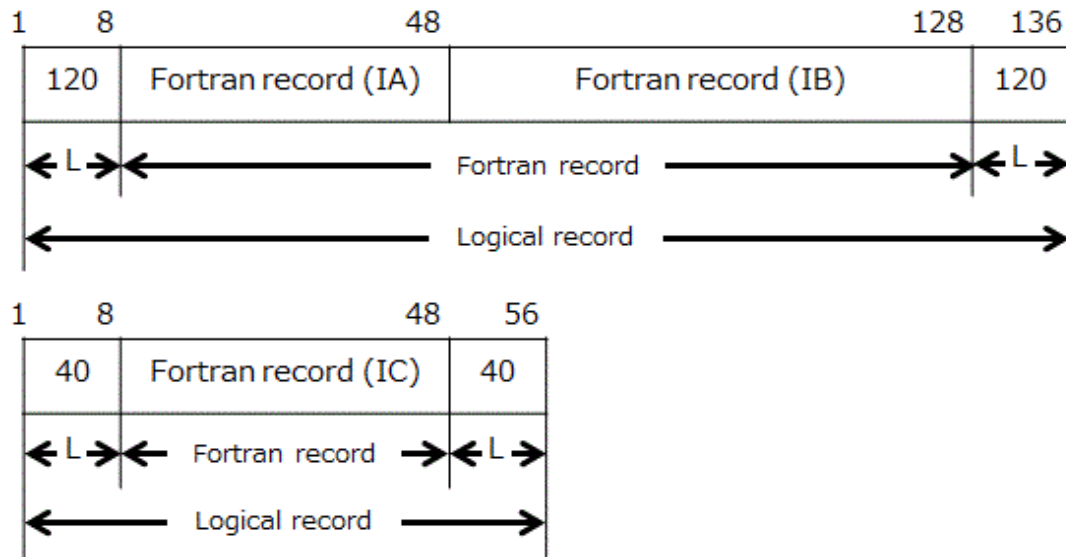 1 8 48 128 136
120 Fortran record (IA) Fortran record (IB) 120
L Fortran record L
Logical record
1 8 48 56
40 Fortran record (IC) 40
L Fortran record L
Logical record